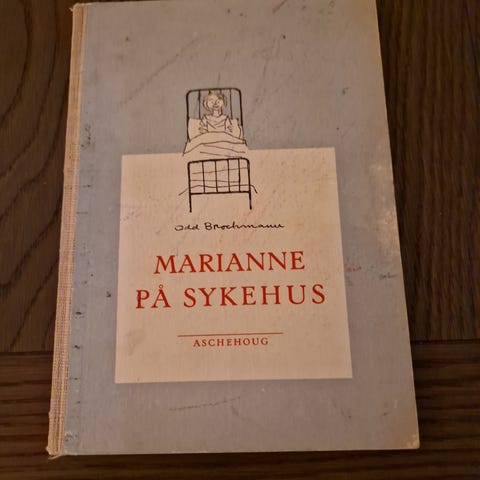 Odd Brochmann
MARIANNE
PÅ SYKEHUS
ASCHEHOUG